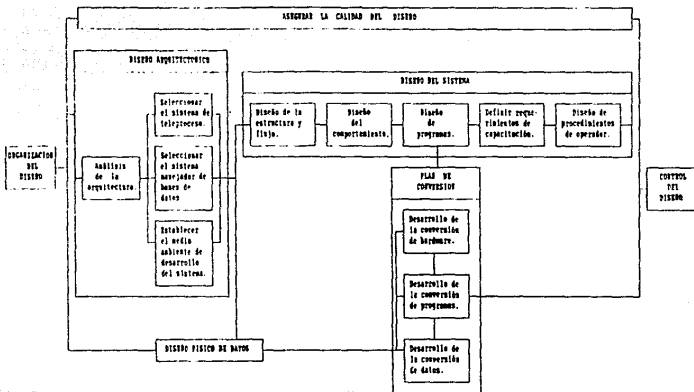 ASEGURAR LA CALIDAD DEL DISEÑO
DISEÑO ARQUITECTONICO
DISEÑO DEL SISTEMA
Seleccionar
el sistema de
teleproceso.
Diseño de la
estructura y
flujo.
Diseño
del
comportamiento.
Diseño
de
programas.
Definir reque-
rimientos de
capacitación.
Diseño de
procedimientos
de operador.
ORGANIZACION
DEL
DISEÑO
Análisis
de la
arquitectura.
Seleccionar
el sistema
manejador de
bases de
datos
PLAN DE
CONVERSION
CONTROL
DEL
DISEÑO
Establecer
el medio
ambiente de
desarrollo
del sistema.
Desarrollo de
la conversión
de hardware.
Desarrollo de
la conversión
de programas.
DISEÑO FISICO DE DATOS
Desarrollo de
la conversión
de datos.